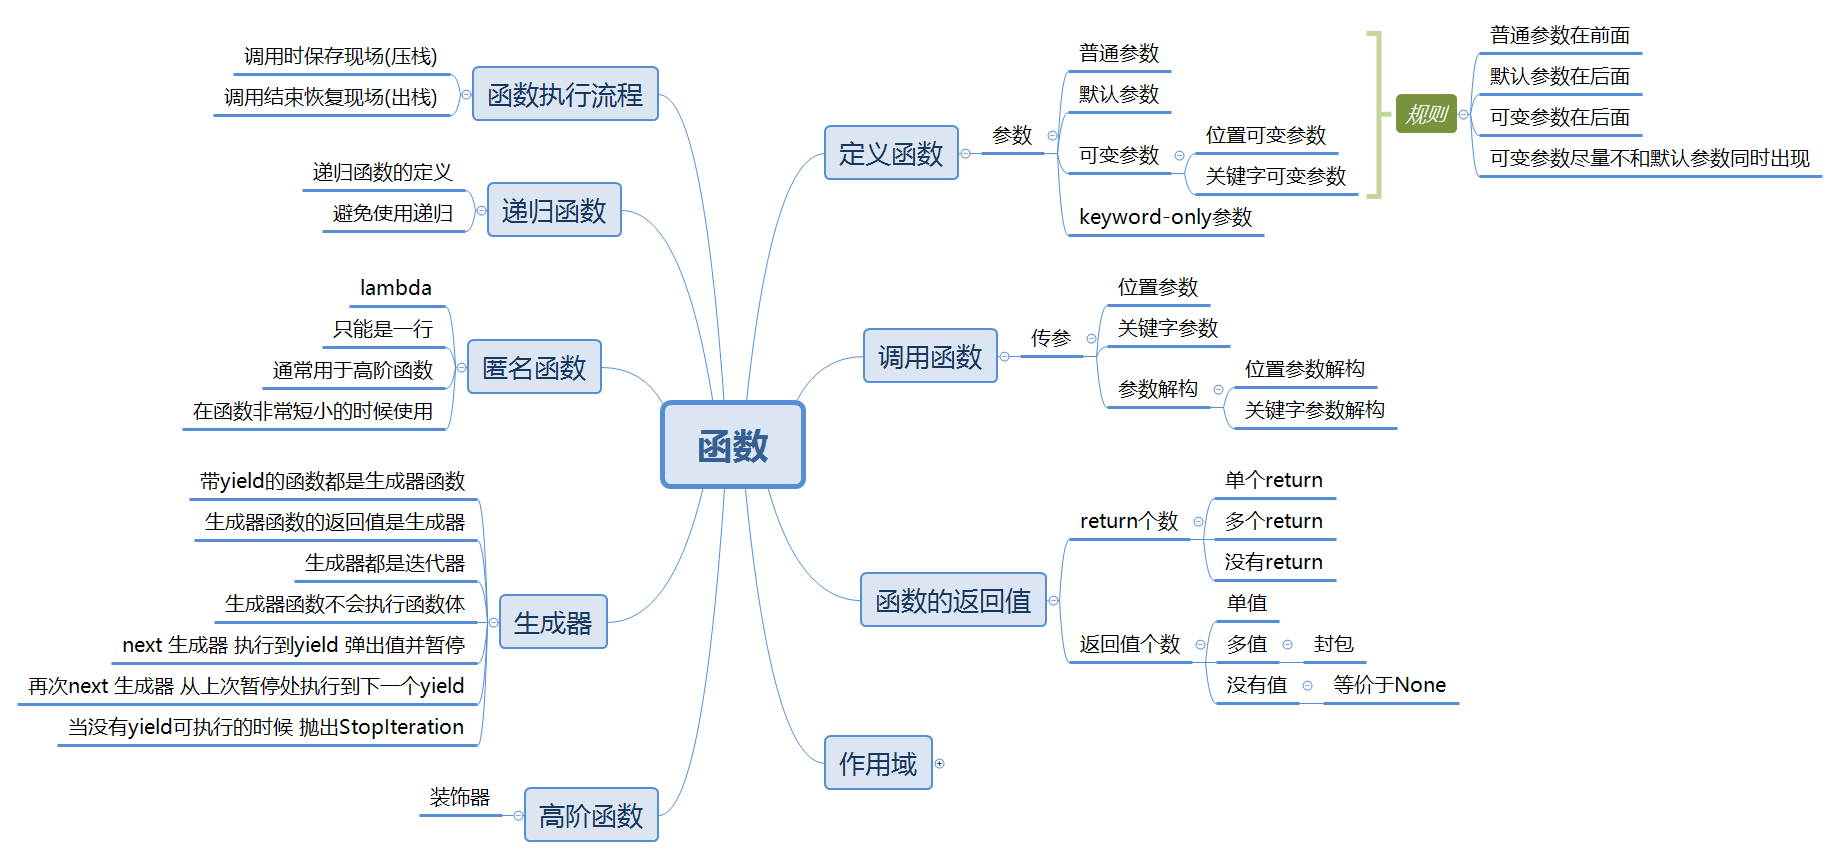 函数
定义函数
参数
普通参数
默认参数
可变参数
位置可变参数
关键字可变参数
keyword-only参数
规则
普通参数在前面
默认参数在后面
可变参数在后面
可变参数尽量不和默认参数同时出现
调用函数
传参
位置参数
关键字参数
参数解构
位置参数解构
关键字参数解构
函数的返回值
return个数
单个return
多个return
没有return
返回值个数
单值
多值
封包
没有值
等价于None
作用域
函数执行流程
调用时保存现场(压栈)
调用结束恢复现场(出栈)
递归函数
递归函数的定义
避免使用递归
匿名函数
lambda
只能是一行
通常用于高阶函数
在函数非常短小的时候使用
生成器
带yield的函数都是生成器函数
生成器函数的返回值是生成器
生成器都是迭代器
生成器函数不会执行函数体
next 生成器 执行到yield 弹出值并暂停
再次next 生成器 从上次暂停处执行到下一个yield
当没有yield可执行的时候 抛出StopIteration
高阶函数
装饰器